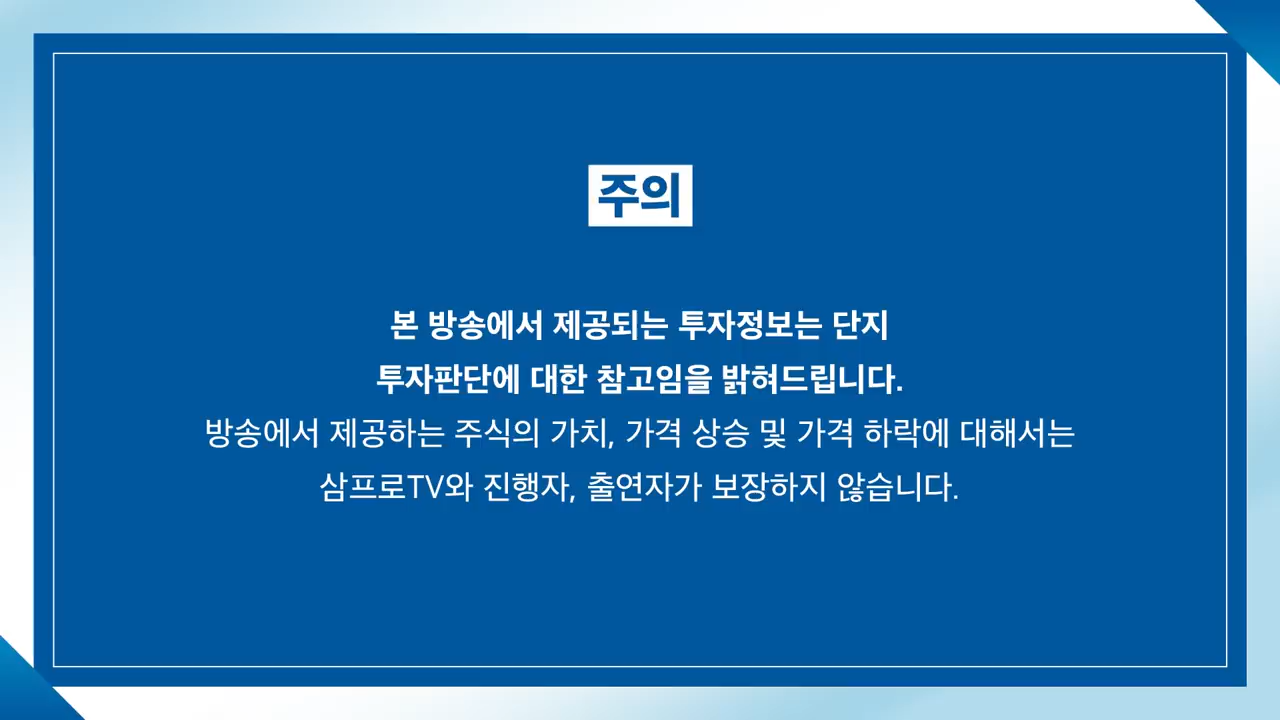 주의
본 방송에서 제공되는 투자정보는 단지
투자판단에 대한 참고임을 밝혀드립니다.
방송에서 제공하는 주식의 가치, 가격 상승 및 가격 하락에 대해서는
삼프로TV와 진행자, 출연자가 보장하지 않습니다.